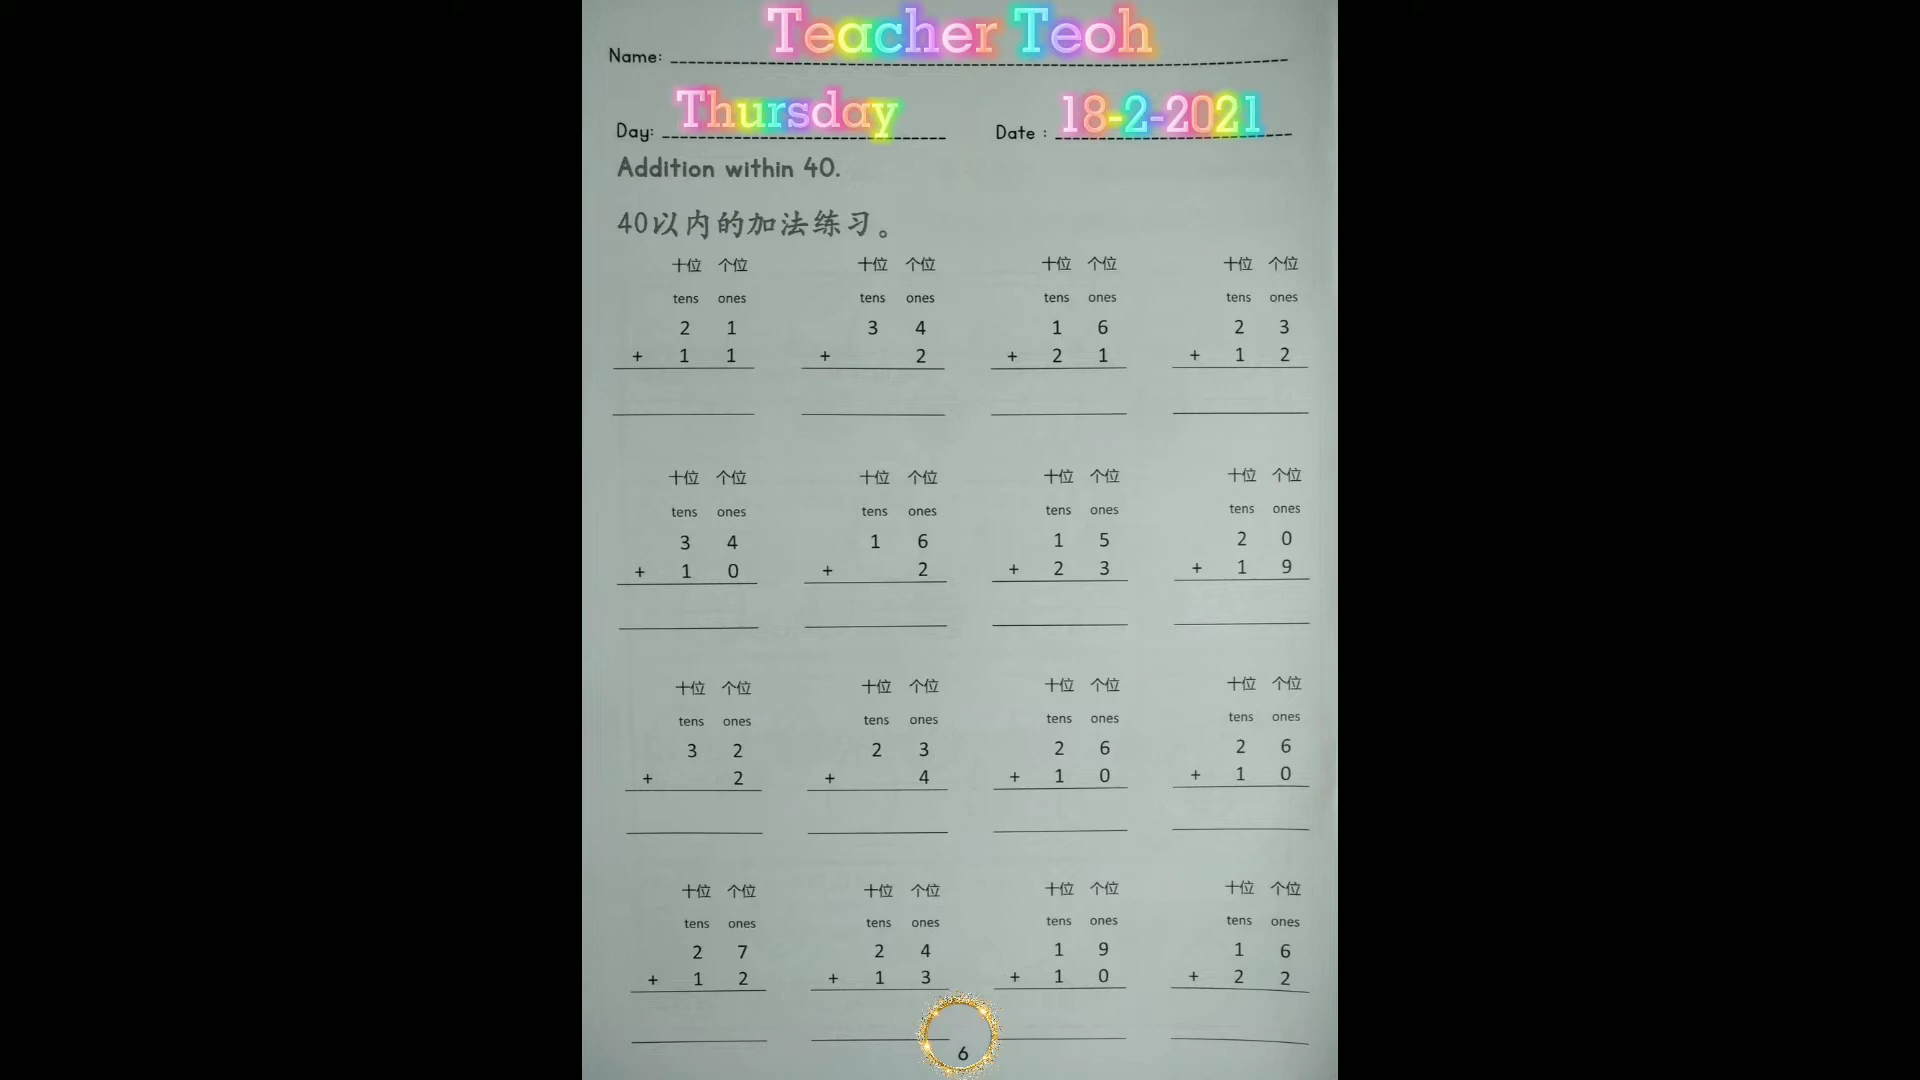 Teacher Teoh
Name:
Thursday 18-2-2021
Day: Date :
Addition within 40.
40以内的加法练习。
十位 个位 十位 个位 十位 个位 十位 个位
tens ones tens ones tens ones tens ones
2 1 3 4 1 6 2 3
+ 1 1 + 2 + 2 1 + 1 2
十位 个位 十位 个位 十位 个位 十位 个位
tens ones tens ones tens ones tens ones
3 4 1 6 1 5 2 0
+ 1 0 + 2 + 2 3 + 1 9
十位 个位 十位 个位 十位 个位 十位 个位
tens ones tens ones tens ones tens ones
3 2 2 3 2 6 2 6
+ 2 + 4 + 1 0 + 1 0
十位 个位 十位 个位 十位 个位 十位 个位
tens ones tens ones tens ones tens ones
2 7 2 4 1 9 1 6
+ 1 2 + 1 3 + 1 0 + 2 2
6